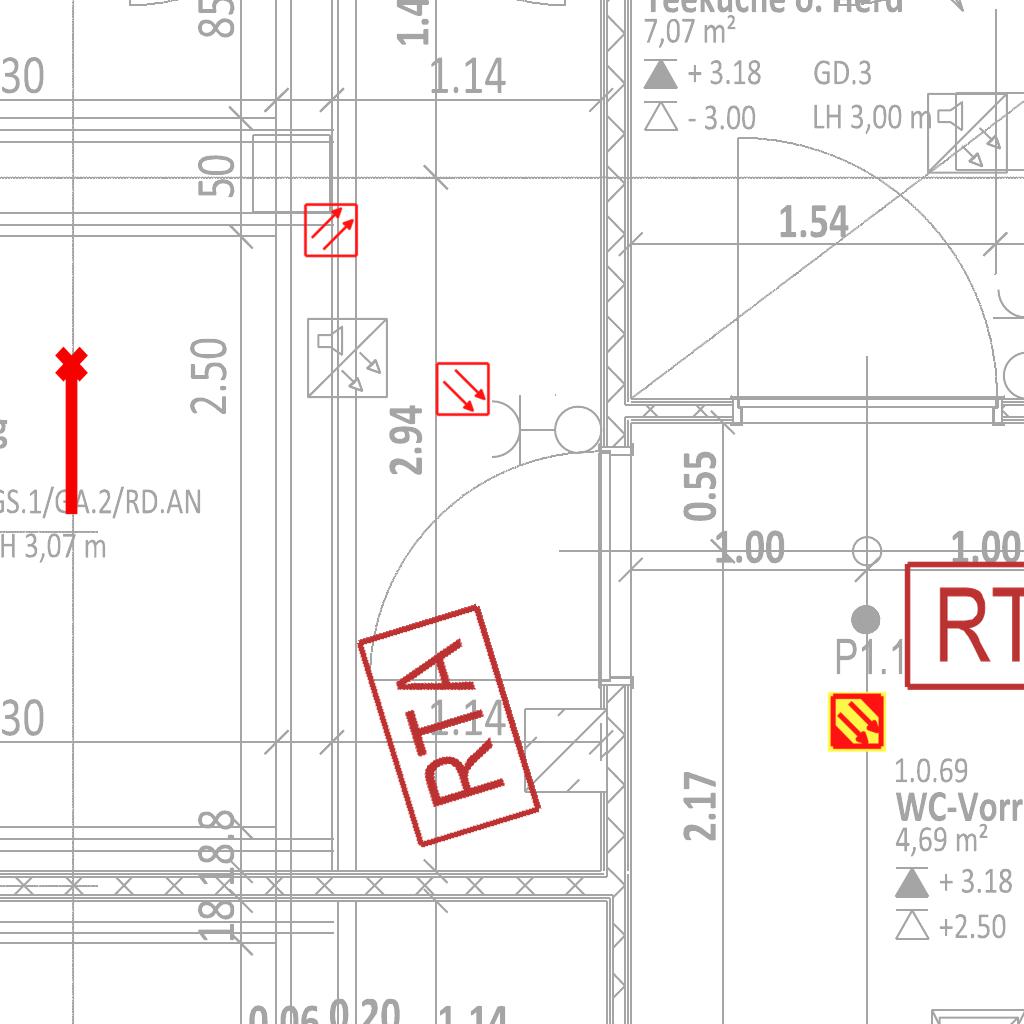 85
1.4
Teeküche o. Herd
7,07 m²
+ 3.18 GD.3
- 3.00 LH 3,00 m
30
1.14
50
1.54
2.50
2.94
0.55
GS.1/GA.2/RD.AN
H 3,07 m
1.00
1.00
RT
P1.1
RTA
30
1.14
1.0.69
WC-Vorr
4,69 m²
+ 3.18
+2.50
2.17
18.8
18
0.06
0.20
1.14